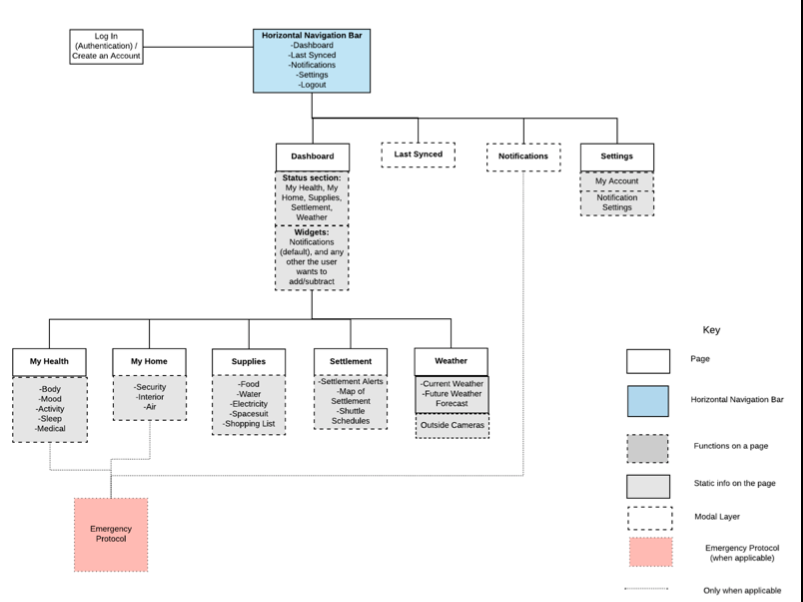 Log In
(Authentication) /
Create an Account
Horizontal Navigation Bar
-Dashboard
-Last Synced
-Notifications
-Settings
-Logout
Dashboard
Status section:
My Health, My
Home, Supplies,
Settlement,
Weather
Widgets:
Notifications
(default), and any
other the user
wants to
add/subtract
Last Synced
Notifications
Settings
My Account
Notification
Settings
My Health
-Body
-Mood
-Activity
-Sleep
-Medical
My Home
-Security
-Interior
-Air
Supplies
-Food
-Water
-Electricity
-Spacesuit
-Shopping List
Settlement
-Settlement Alerts
-Map of
Settlement
-Shuttle
Schedules
Weather
-Current Weather
-Future Weather
Forecast
Outside Cameras
Emergency
Protocol
Key
Page
Horizontal Navigation Bar
Functions on a page
Static info on the page
Modal Layer
Emergency Protocol
(when applicable)
Only when applicable